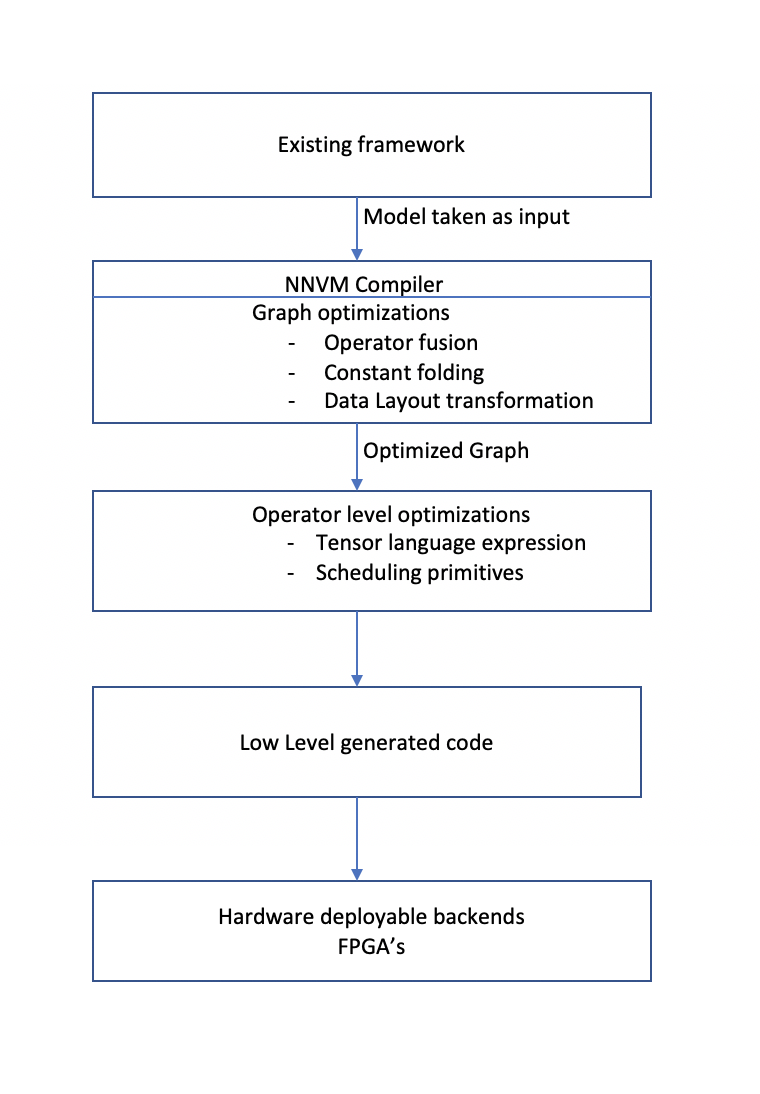 Existing framework
Model taken as input
NNVM Compiler
Graph optimizations
- Operator fusion
- Constant folding
- Data Layout transformation
Optimized Graph
Operator level optimizations
- Tensor language expression
- Scheduling primitives
Low Level generated code
Hardware deployable backends
FPGA’s